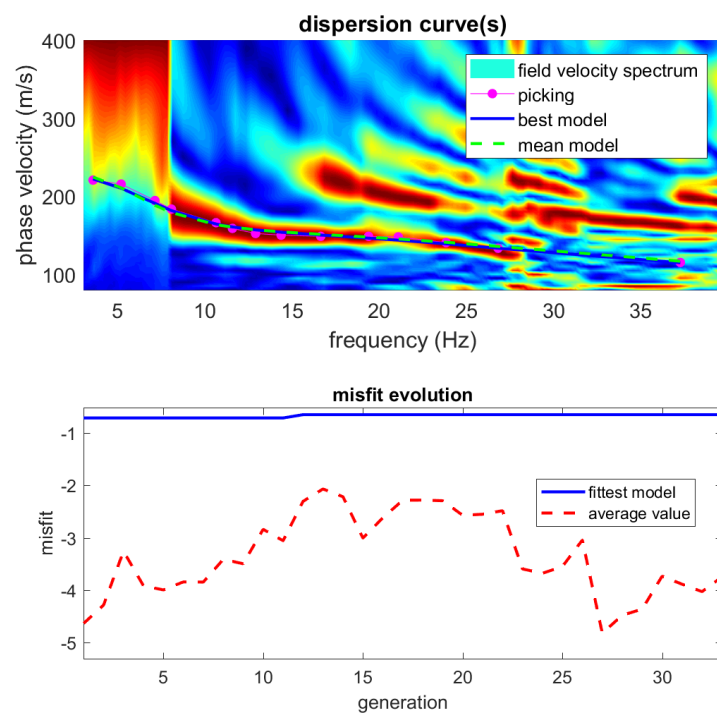 dispersion curve(s)
400
300
200
100
phase velocity (m/s)
field velocity spectrum
picking
best model
mean model
5 10 15 20 25 30 35
frequency (Hz)
misfit evolution
-1
-2
-3
-4
-5
misfit
fittest model
average value
5 10 15 20 25 30
generation